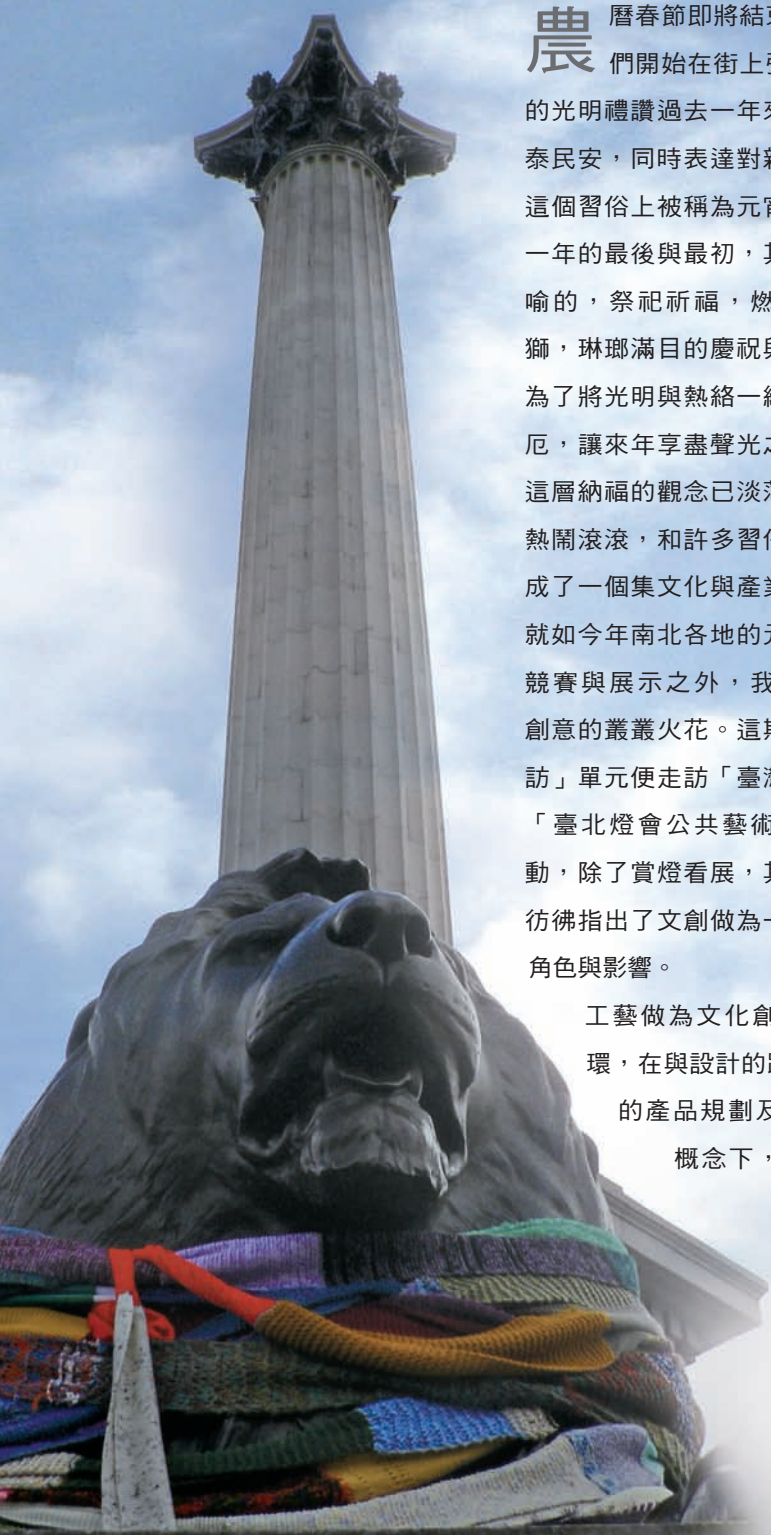 農曆春節即將結
們開始在街上
的光明禮讚過去一年
泰民安，同時表達對
這個習俗上被稱為元
一年的最後與最初，
喻的，祭祀祈福，燃
獅，琳瑯滿目的慶祝
為了將光明與熱絡一
厄，讓來年享盡聲光
這層納福的觀念已淡
熱鬧滾滾，和許多習
成了一個集文化與產
就如今年南北各地的
競賽與展示之外，我
創意的叢叢火花。這
訪」單元便走訪「臺
「臺北燈會公共藝術
動，除了賞燈看展，
彷彿指出了文創做為
角色與影響。
工藝做為文化創
環，在與設計的
的產品規劃及
概念下，